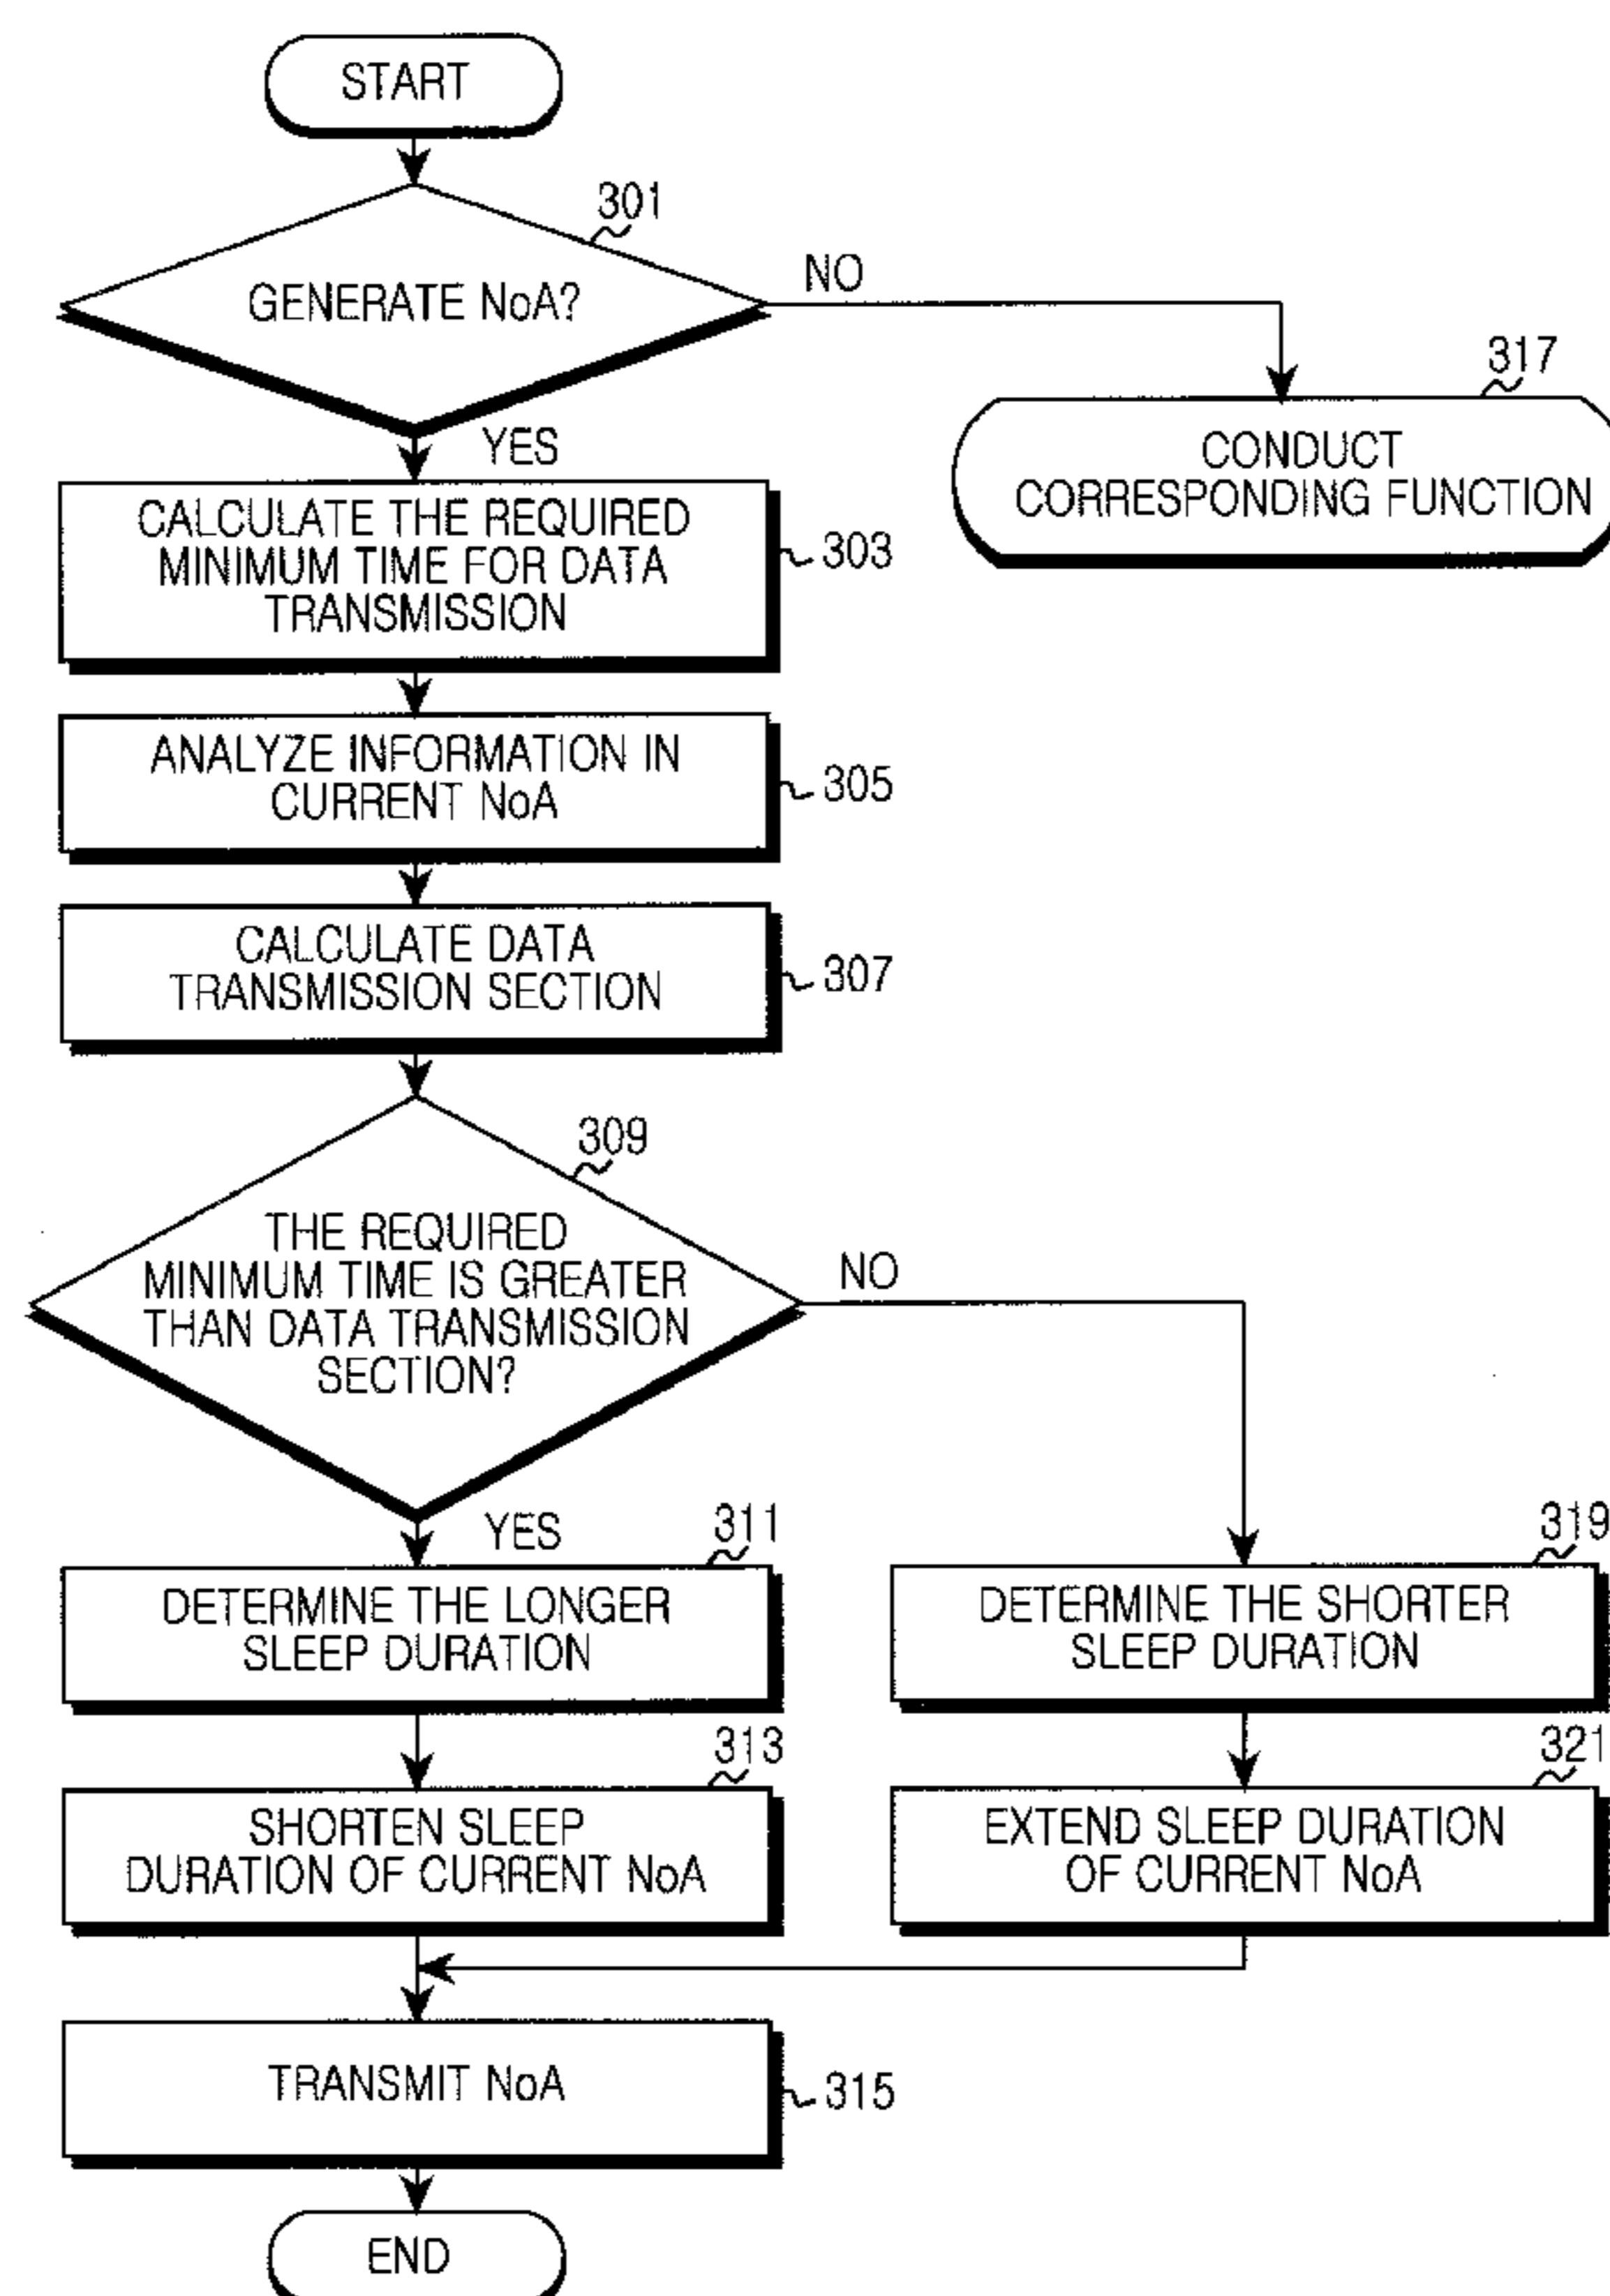 START
301
GENERATE NoA?
NO
317
CONDUCT
CORRESPONDING FUNCTION
YES
CALCULATE THE REQUIRED
MINIMUM TIME FOR DATA
TRANSMISSION
303
ANALYZE INFORMATION IN
CURRENT NoA
305
CALCULATE DATA
TRANSMISSION SECTION
307
309
THE REQUIRED
MINIMUM TIME IS GREATER
THAN DATA TRANSMISSION
SECTION?
NO
YES
311
DETERMINE THE LONGER
SLEEP DURATION
319
DETERMINE THE SHORTER
SLEEP DURATION
313
SHORTEN SLEEP
DURATION OF CURRENT NoA
321
EXTEND SLEEP DURATION
OF CURRENT NoA
TRANSMIT NoA
315
END